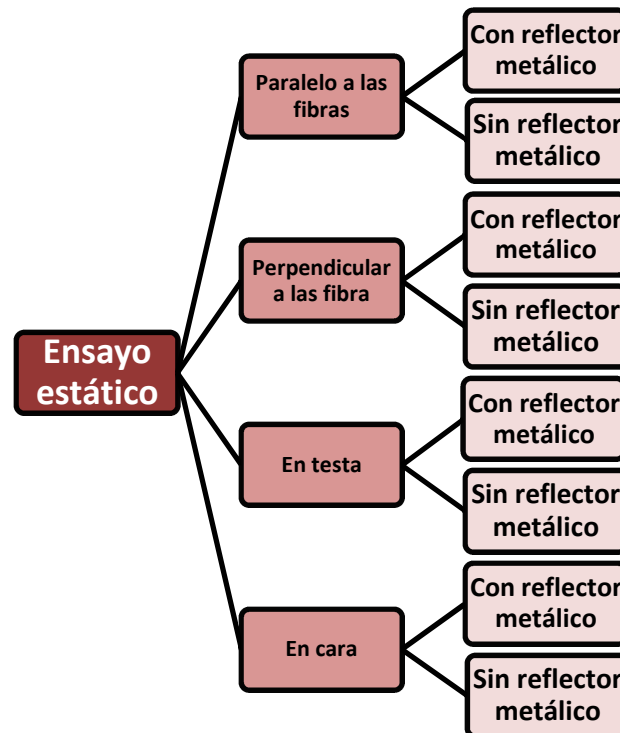 Ensayo
estático
Paralelo a las
fibras
Con reflector
metálico
Sin reflector
metálico
Perpendicular
a las fibra
Con reflector
metálico
Sin reflector
metálico
En testa
Con reflector
metálico
Sin reflector
metálico
En cara
Con reflector
metálico
Sin reflector
metálico